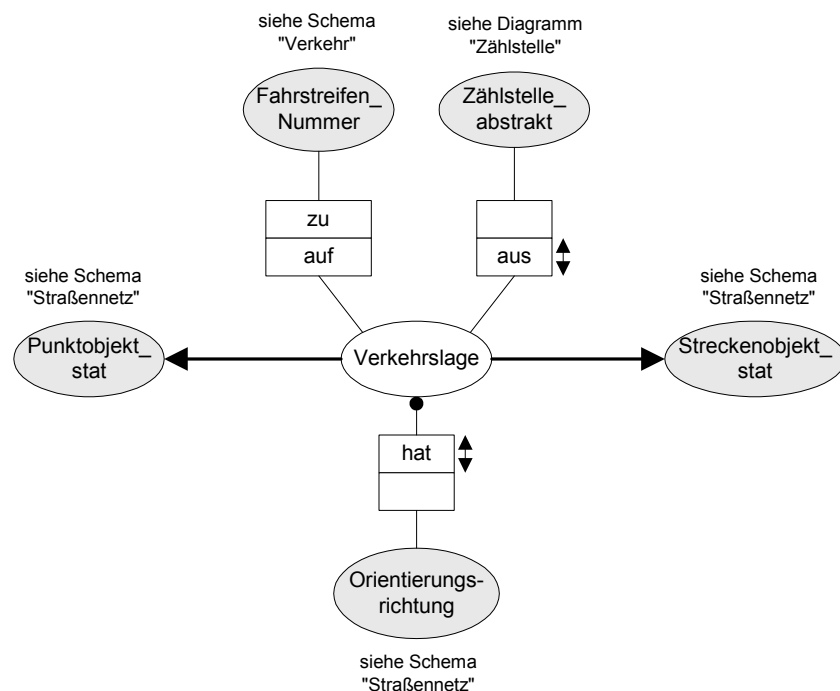 siehe Schema
"Verkehr"
siehe Diagramm
"Zählstelle"
Fahrstreifen_
Nummer
Zählstelle_
abstrakt
zu
auf
aus
siehe Schema
"Straßennetz"
siehe Schema
"Straßennetz"
Punktobjekt_
stat
Verkehrslage
Streckenobjekt_
stat
hat
Orientierungs-
richtung
siehe Schema
"Straßennetz"